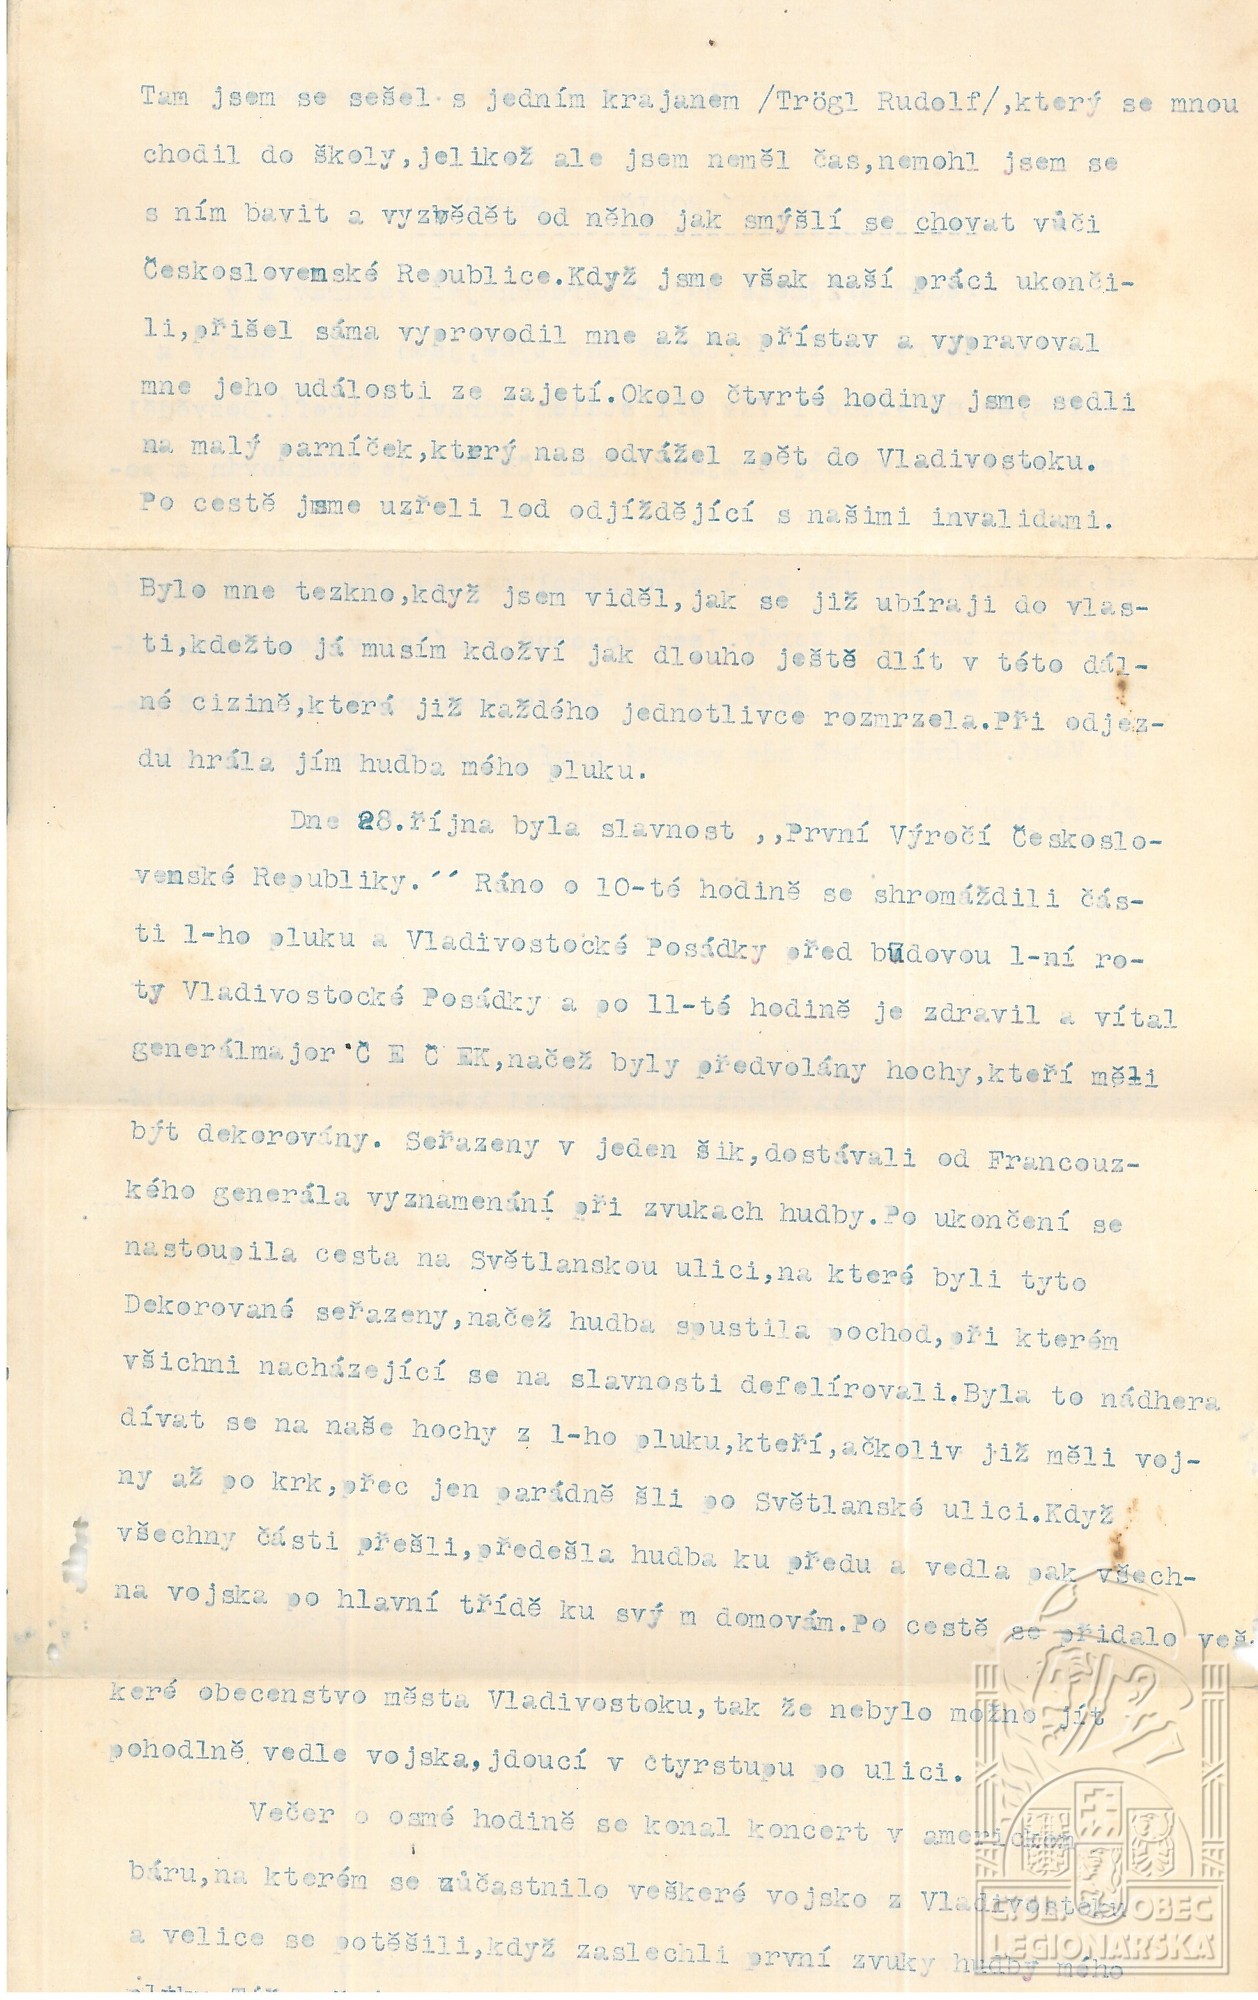 Tam jsem se sešel s jedním krajanem /Trögl Rudolf/,který se mnou
chodil do školy,jelikož ale jsem neměl čas,nemohl jsem se
s ním bavit a vyzvědět od něho jak smýšlí se chovat vůči
Československé Republice.Když jsme však naší práci ukonči-
li,přišel sáma vyprovodil mne až na přístav a vypravoval
mne jeho události ze zajetí.Okolo čtvrté hodiny jsme sedli
na malý parníček,který nas odvážel zpět do Vladivostoku.
Po cestě jsme uzřeli lod odjíždějící s našimi invalidami.
Bylo mne tezkno,když jsem viděl,jak se již ubíraji do vlas-
ti,kdežto já musím kdožví jak dlouho ještě dlít v této dál-
né cizině,která již každého jednotlivce rozmrzela.Při odjez-
du hrála jím hudba mého pluku.
Dne 28.října byla slavnost ,,První Výročí Českoslo-
venské Republiky.´´ Ráno o 10-té hodině se shromáždili čás-
ti 1-ho pluku a Vladivostocké Posádky před budovou 1-ní ro-
ty Vladivostocké Posádky a po 11-té hodině je zdravil a vítal
generálmajor Č E Č EK,načež byly předvolány hochy,kteří měli
být dekorovány. Seřazeny v jeden šik,dostávali od Francouz-
kého generála vyznamenání při zvukach hudby.Po ukončení se
nastoupila cesta na Světlanskou ulici,na které byli tyto
Dekorované seřazeny,načež hudba spustila pochod,při kterém
všichni nacházející se na slavnosti defelírovali.Byla to nádhera
dívat se na naše hochy z 1-ho pluku,kteří,ačkoliv již měli voj-
ny až po krk,přec jen parádně šli po Světlanské ulici.Když
všechny části přešli,předešla hudba ku předu a vedla pak všech-
na vojska po hlavní třídě ku svý m domovám.Po cestě se přidalo veš-
keré obecenstvo města Vladivostoku,tak že nebylo možno jít
pohodlně vedle vojska,jdoucí v čtyrstupu po ulici.
Večer o osmé hodině se konal koncert v americkom
báru,na kterém se zůčastnilo veškeré vojsko z Vladivostoku
a velice se potěšili,když zaslechli první zvuky hudby mého
ČSL. OBEC
LEGIONÁŘSKÁ